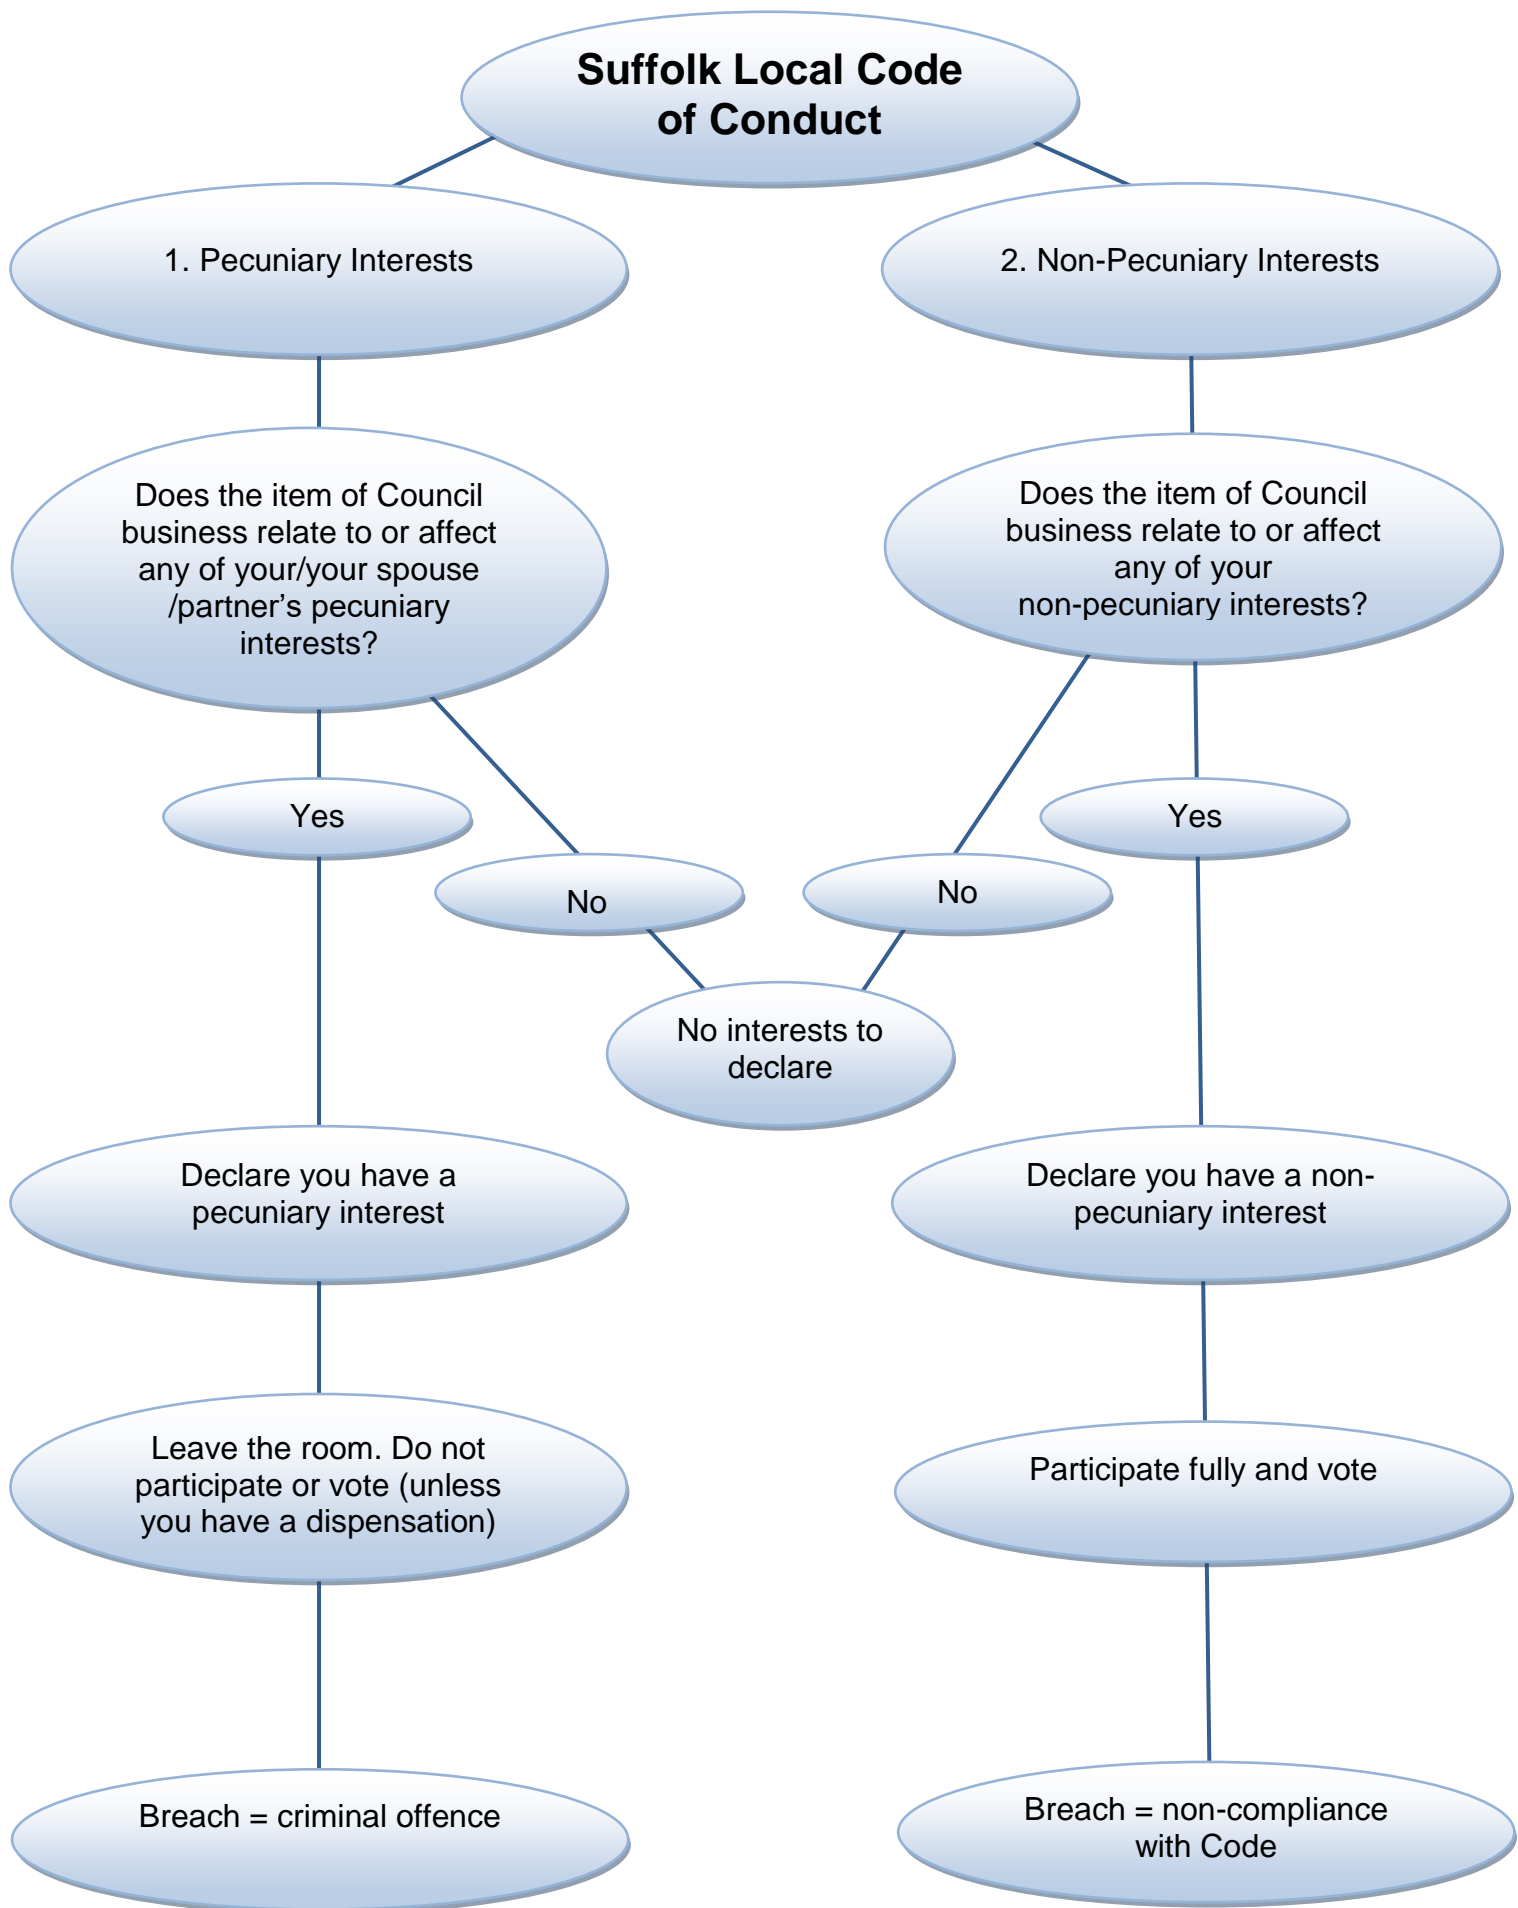 Suffolk Local Code
of Conduct
1. Pecuniary Interests
2. Non-Pecuniary Interests
Does the item of Council
business relate to or affect
any of your/your spouse
/partner’s pecuniary
interests?
Does the item of Council
business relate to or affect
any of your
non-pecuniary interests?
Yes
Yes
No
No
No interests to
declare
Declare you have a
pecuniary interest
Declare you have a non-
pecuniary interest
Leave the room. Do not
participate or vote (unless
you have a dispensation)
Participate fully and vote
Breach = criminal offence
Breach = non-compliance
with Code